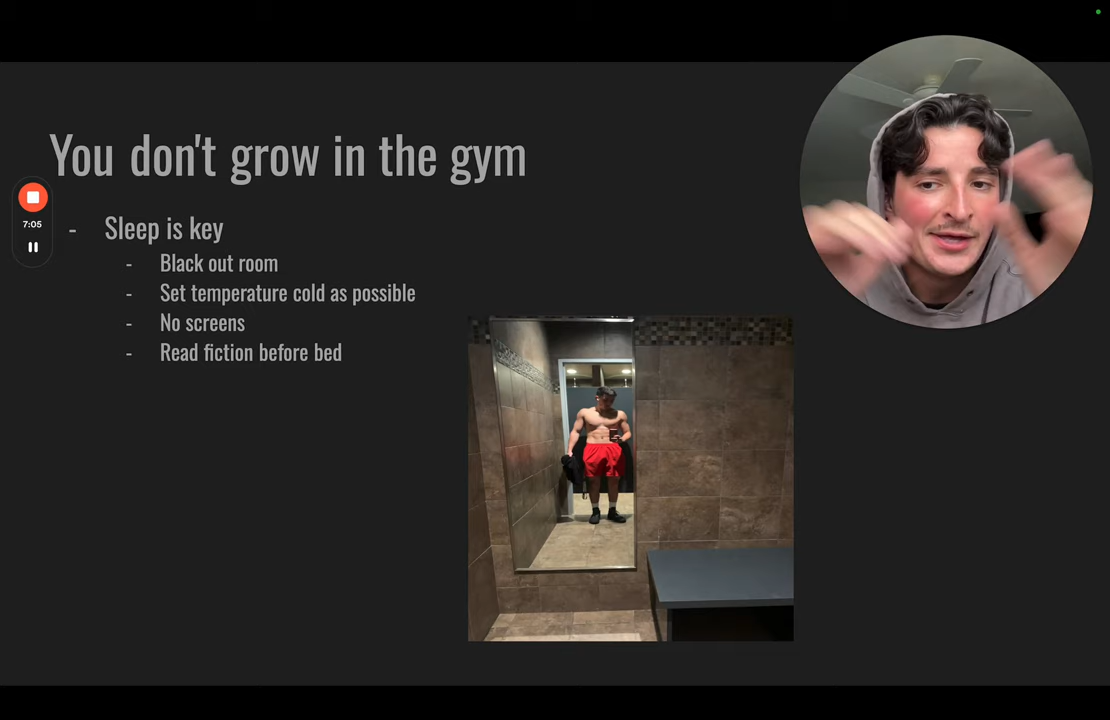 You don't grow in the gym
7:05
- Sleep is key
- Black out room
- Set temperature cold as possible
- No screens
- Read fiction before bed